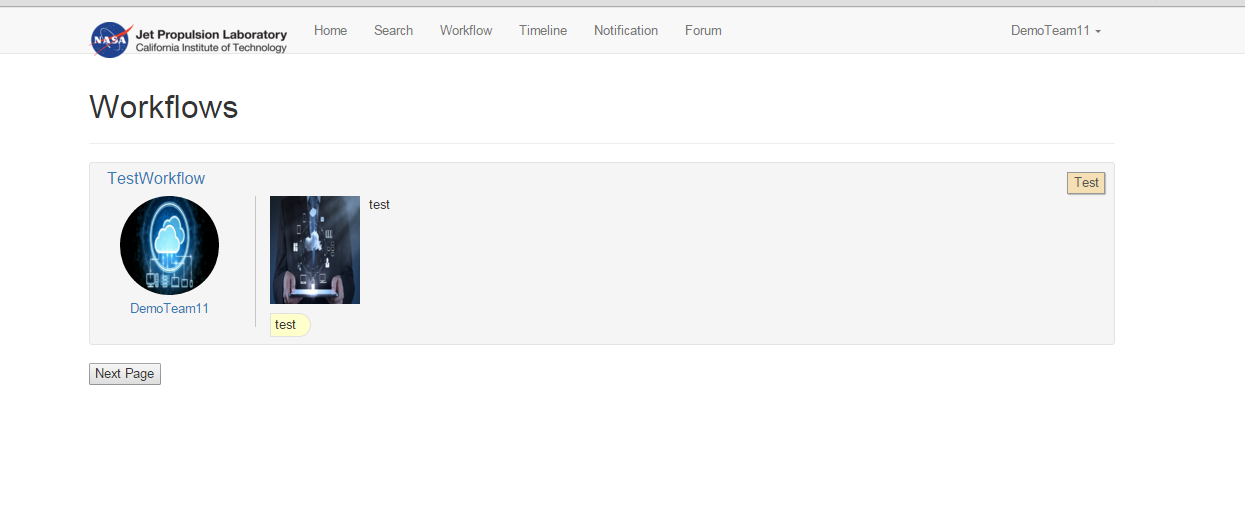 NASA
Jet Propulsion Laboratory
California Institute of Technology
Home Search Workflow Timeline Notification Forum DemoTeam11
Workflows
TestWorkflow Test
test
DemoTeam11
test
Next Page